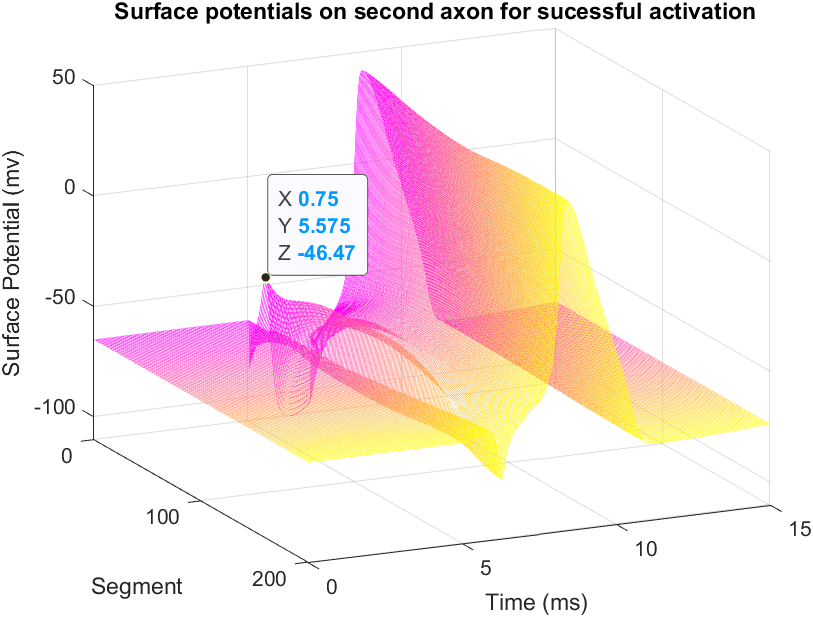 Surface potentials on second axon for sucessful activation
50
0
-50
-100
Surface Potential (mv)
X 0.75
Y 5.575
Z -46.47
0
100
200
Segment
0
5
10
15
Time (ms)